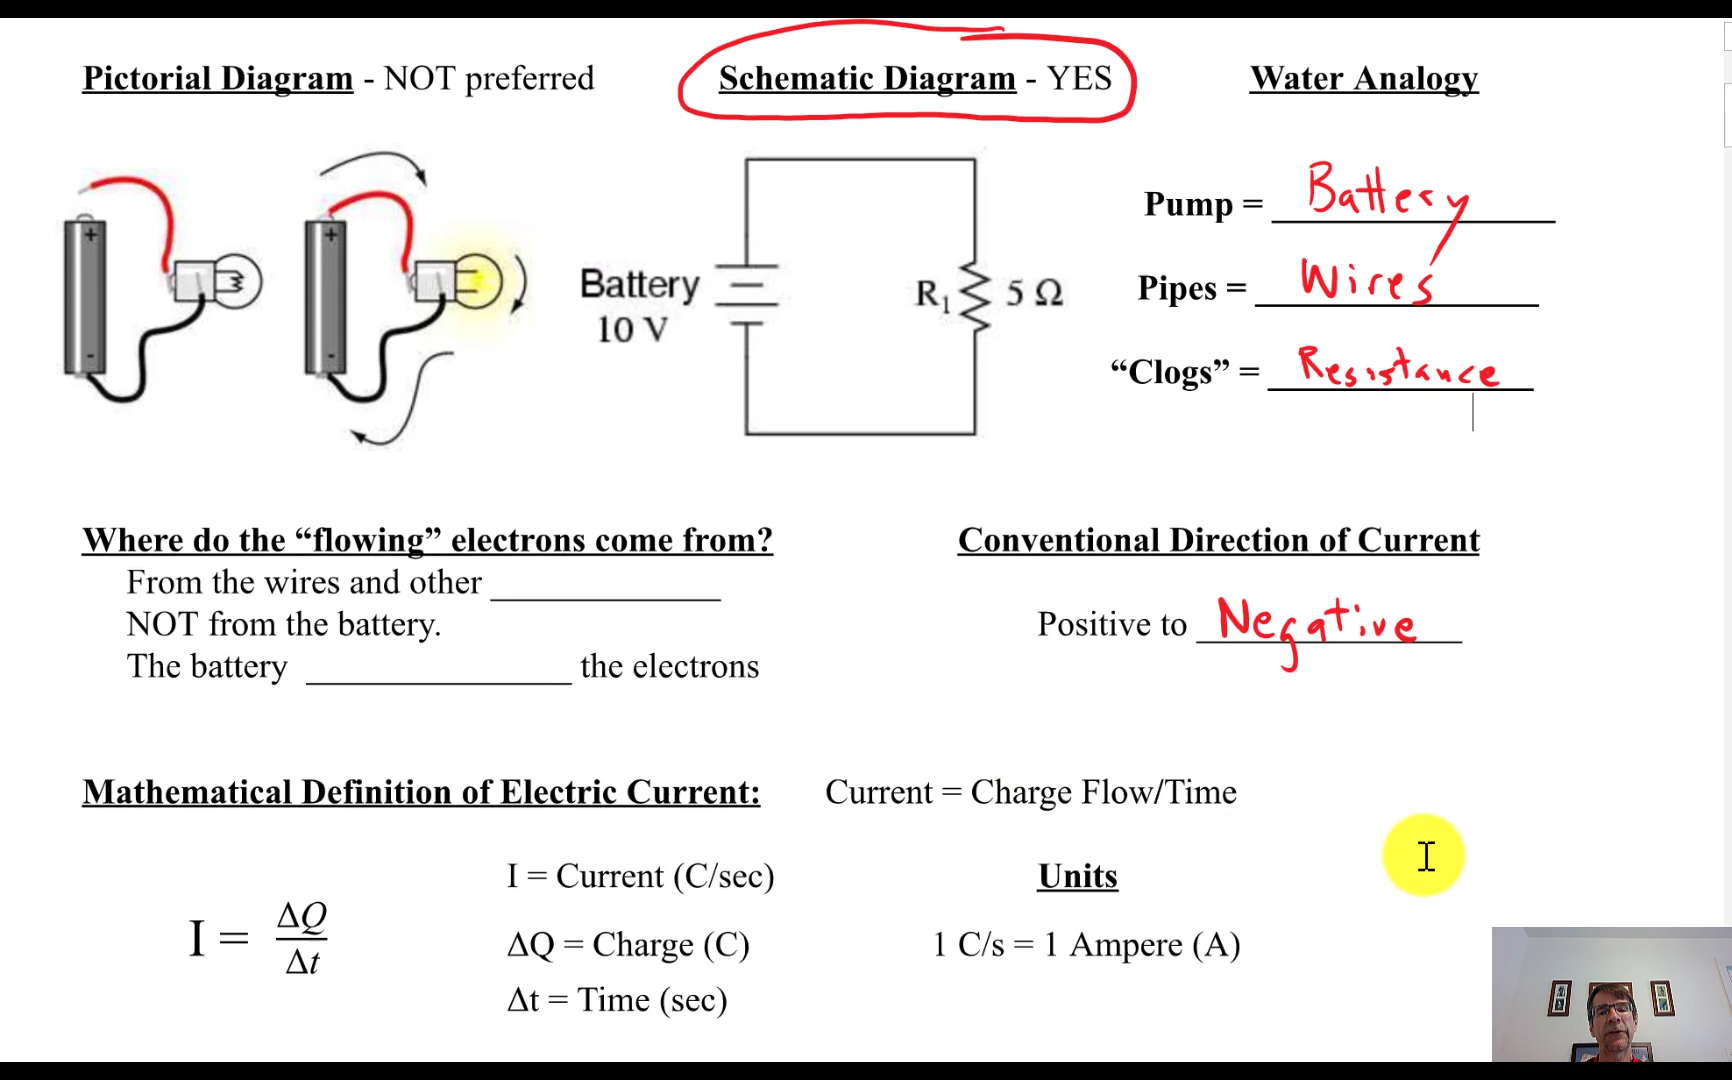 Pictorial Diagram - NOT preferred
Schematic Diagram - YES
Water Analogy
+
-
+
-
Battery
10 V
R1 5 Ω
Pump = Battery
Pipes = Wires
“Clogs” = Resistance
Where do the “flowing” electrons come from?
From the wires and other ____________
NOT from the battery.
The battery ____________ the electrons
Conventional Direction of Current
Positive to Negative
Mathematical Definition of Electric Current: Current = Charge Flow/Time
I = ΔQ/Δt
I = Current (C/sec)
ΔQ = Charge (C)
Δt = Time (sec)
Units
1 C/s = 1 Ampere (A)